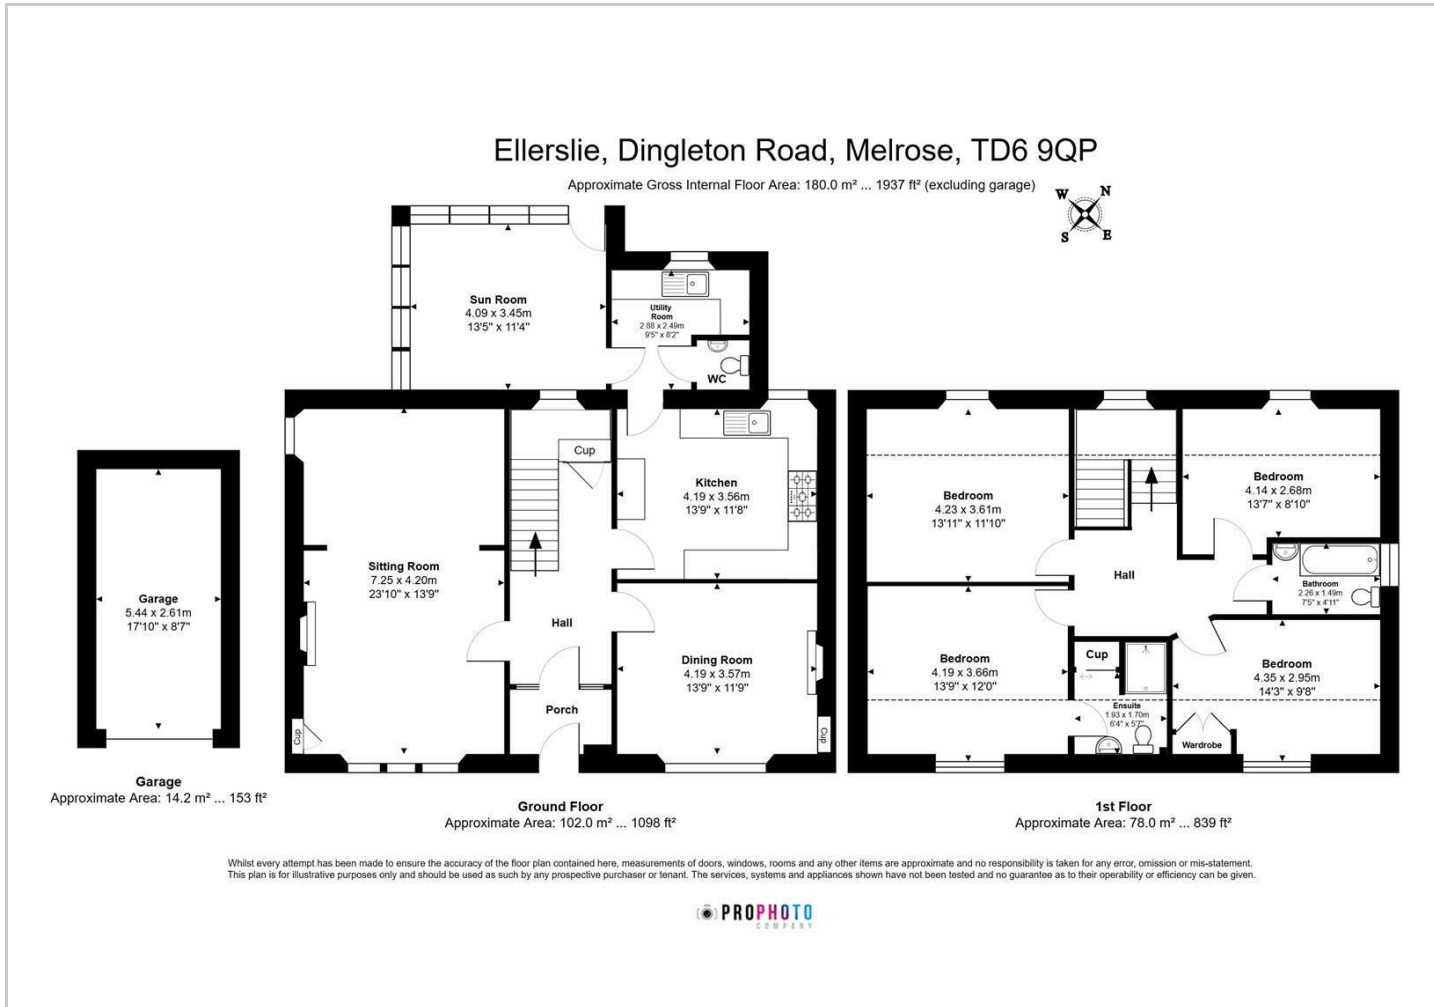 Ellerslie, Dingleton Road, Melrose, TD6 9QP
Approximate Gross Internal Floor Area: 180.0 m² ... 1937 ft² (excluding garage)
W N
S E
Sun Room
4.09 x 3.45m
13'5" x 11'4"
Utility
Room
2.88 x 2.49m
9'5" x 8'2"
WC
Cup
Kitchen
4.19 x 3.56m
13'9" x 11'8"
Sitting Room
7.25 x 4.20m
23'10" x 13'9"
Hall
Dining Room
4.19 x 3.57m
13'9" x 11'9"
Porch
Cup
Cup
Garage
5.44 x 2.61m
17'10" x 8'7"
Bedroom
4.23 x 3.61m
13'11" x 11'10"
Bedroom
4.14 x 2.68m
13'7" x 8'10"
Hall
Bathroom
2.26 x 1.49m
7'5" x 4'11"
Bedroom
4.19 x 3.66m
13'9" x 12'0"
Cup
Ensuite
1.93 x 1.70m
6'4" x 5'7"
Bedroom
4.35 x 2.95m
14'3" x 9'8"
Wardrobe
Garage
Approximate Area: 14.2 m² ... 153 ft²
Ground Floor
Approximate Area: 102.0 m² ... 1098 ft²
1st Floor
Approximate Area: 78.0 m² ... 839 ft²
Whilst every attempt has been made to ensure the accuracy of the floor plan contained here, measurements of doors, windows, rooms and any other items are approximate and no responsibility is taken for any error, omission or mis-statement.
This plan is for illustrative purposes only and should be used as such by any prospective purchaser or tenant. The services, systems and appliances shown have not been tested and no guarantee as to their operability or efficiency can be given.
PROPHOTO
COMPANY